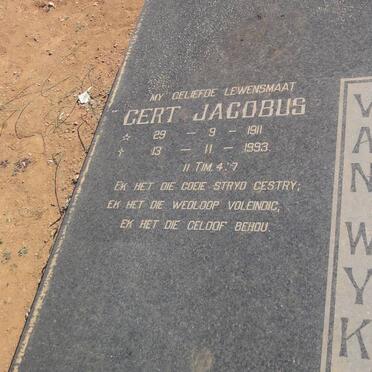 MY GELIEFDE LEWENSMAAT
GERT JACOBUS
☆ 29 - 9 - 1911
† 13 - 11 - 1993
II TIM. 4:7
EK HET DIE GOEIE STRYD GESTRY;
EK HET DIE WEDLOOP VOLEINDIG,
EK HET DIE GELOOF BEHOU.
VAN WYK